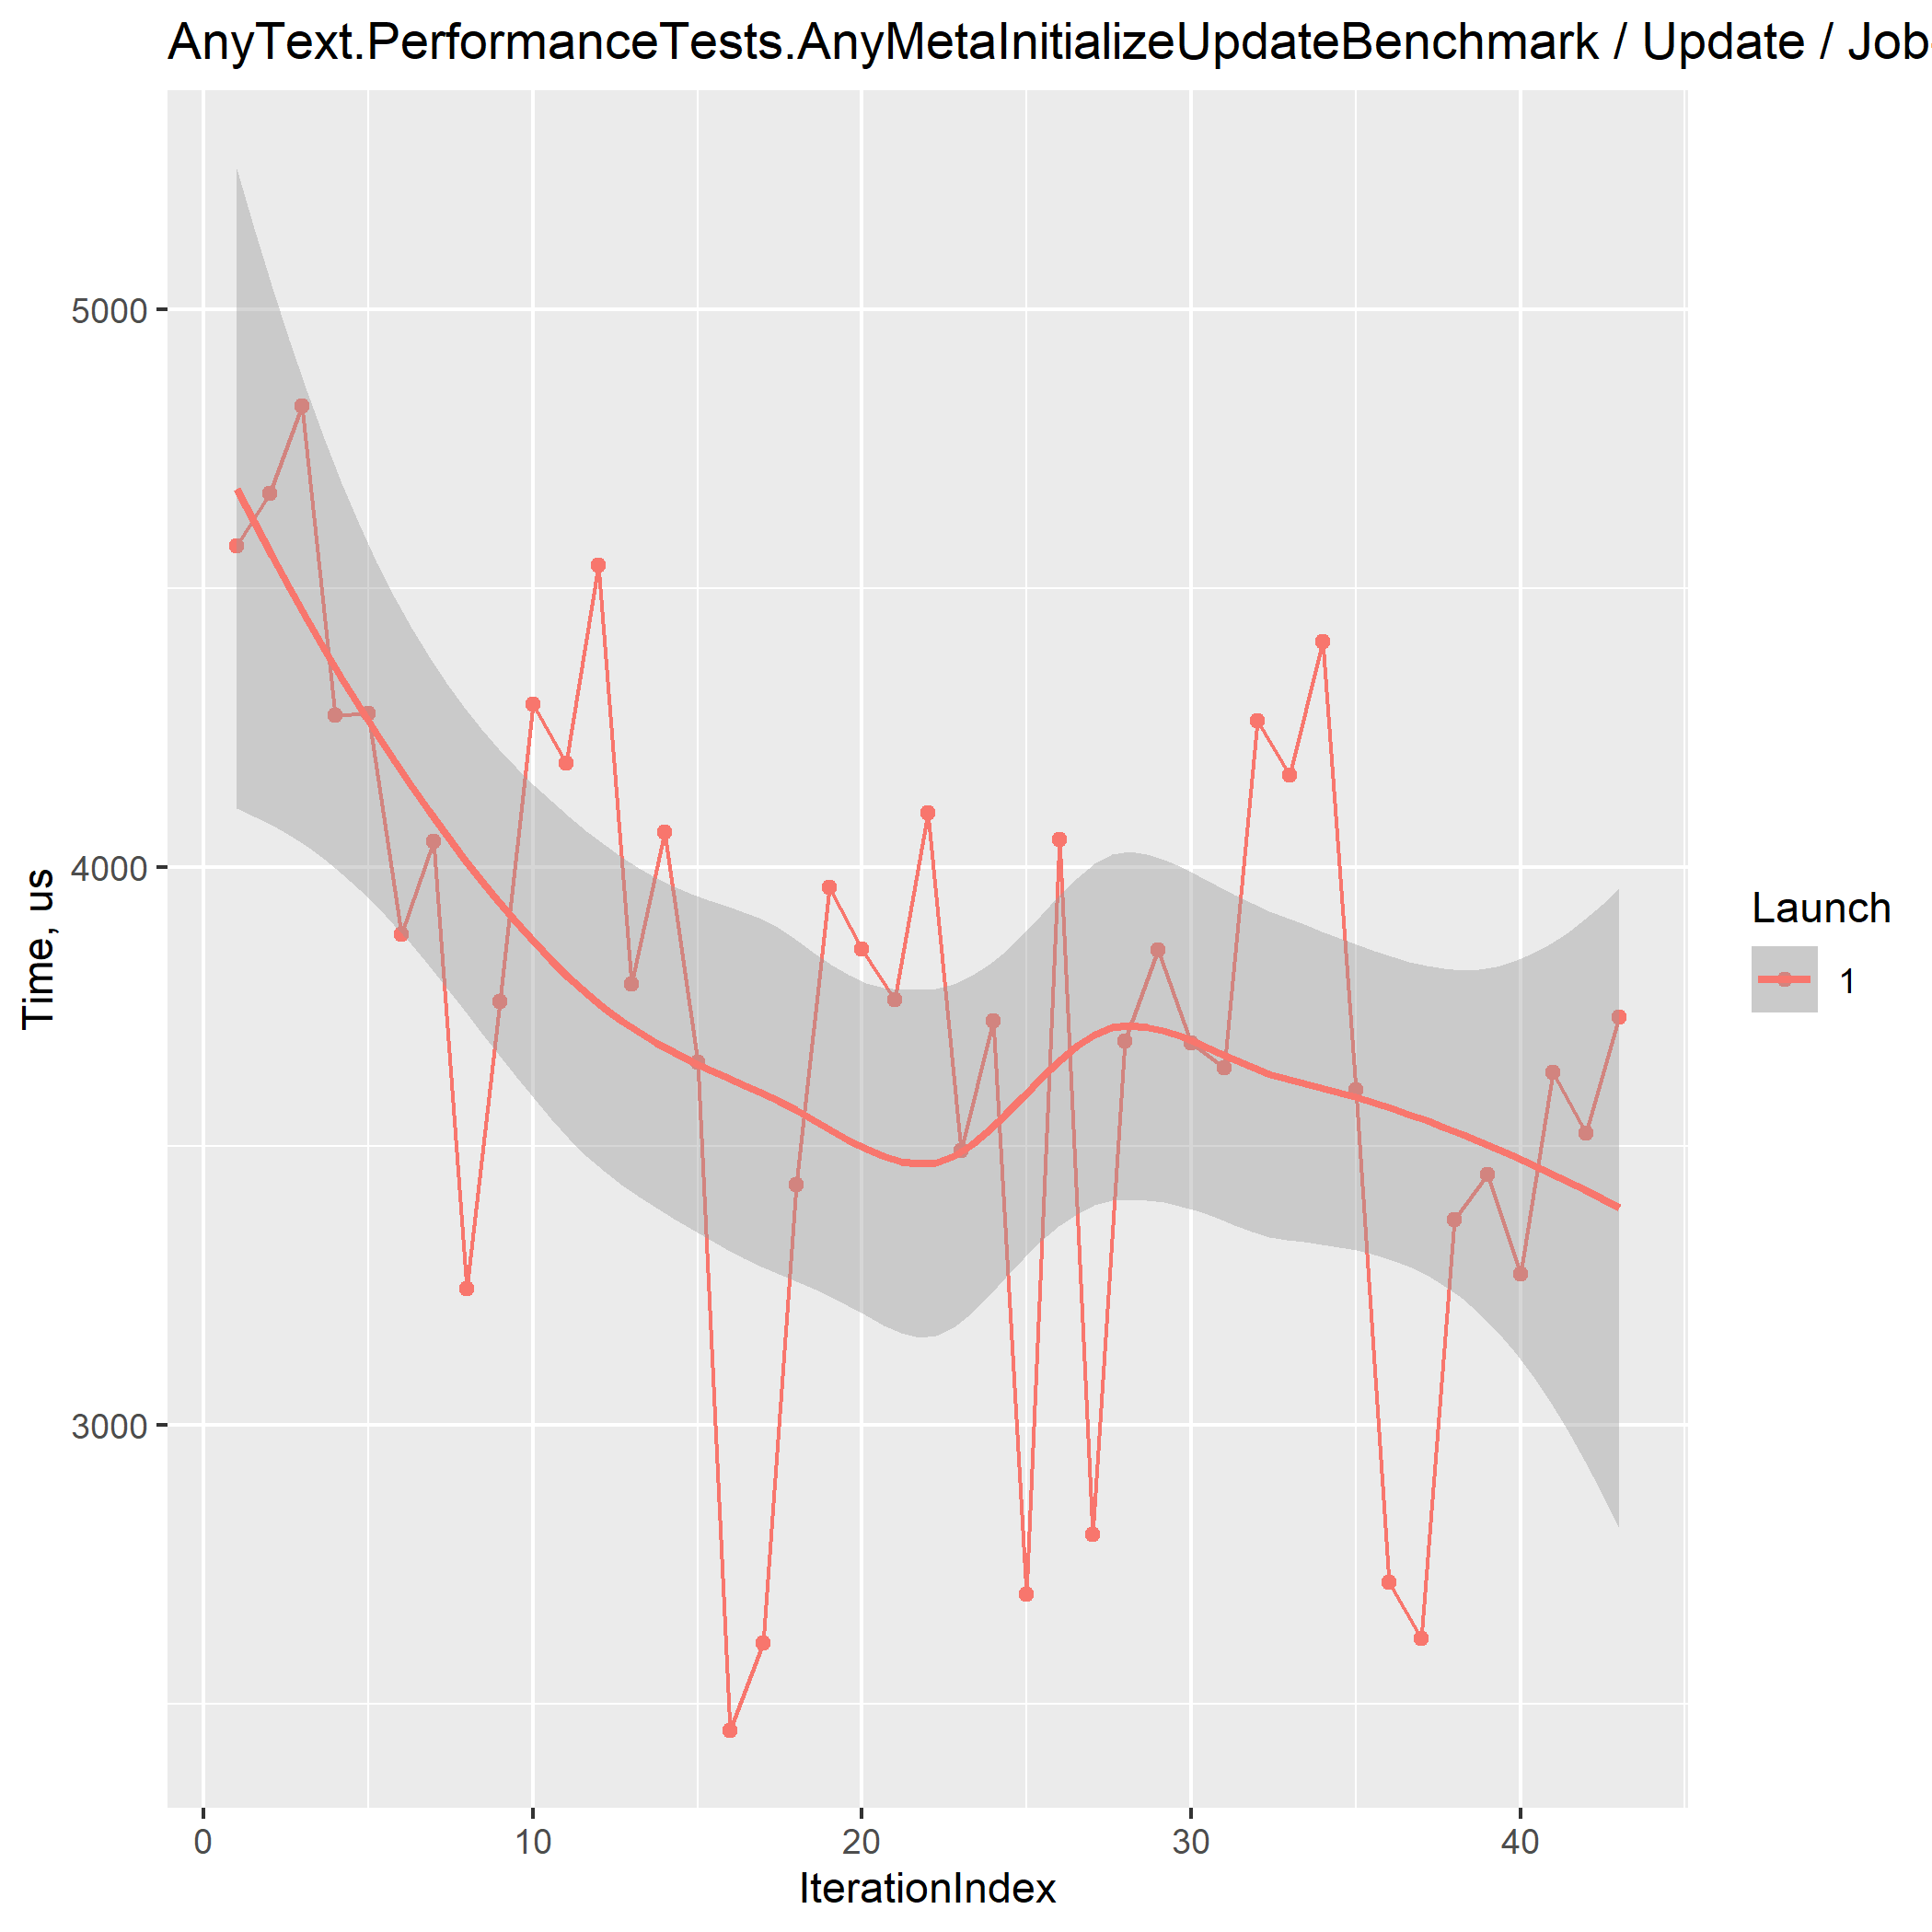 AnyText.PerformanceTests.AnyMetaInitializeUpdateBenchmark / Update / Job
5000
4000
3000
Time, us
0 10 20 30 40
IterationIndex
Launch
1